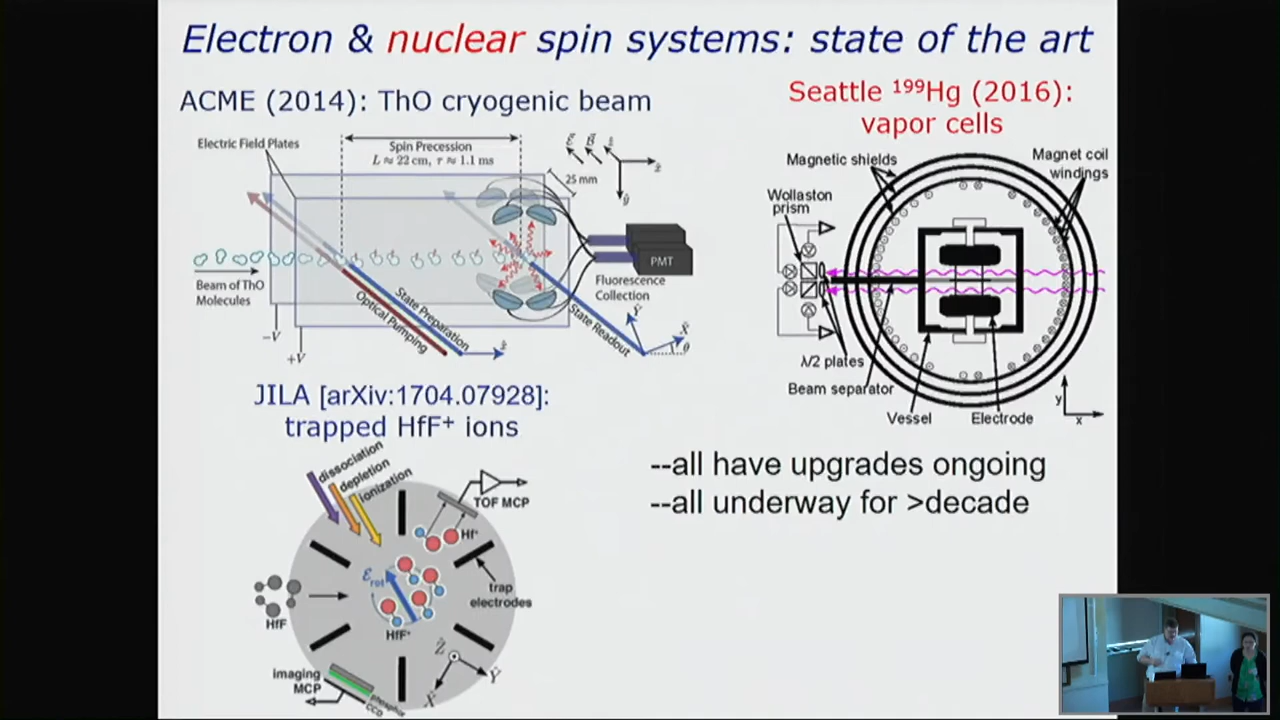 Electron & nuclear spin systems: state of the art
ACME (2014): ThO cryogenic beam
Electric Field Plates
Spin Precession
L ≈ 22 cm, τ ≈ 1.1 ms
25 mm
PMT
Fluorescence
Collection
Beam of ThO
Molecules
State Preparation
Optical Pumping
State Readout
−V
+V
θ
Seattle ¹⁹⁹Hg (2016):
vapor cells
Magnetic shields
Magnet coil
windings
Wollaston
prism
λ/2 plates
Beam separator
Vessel
Electrode
y
x
JILA [arXiv:1704.07928]:
trapped HfF⁺ ions
dissociation
depletion
ionization
TOF MCP
Hf⁺
Ɛrot
trap
electrodes
HfF
HfF⁺
imaging
MCP
phosphor
CCD
Ẑ
Ŷ
X̂
--all have upgrades ongoing
--all underway for >decade